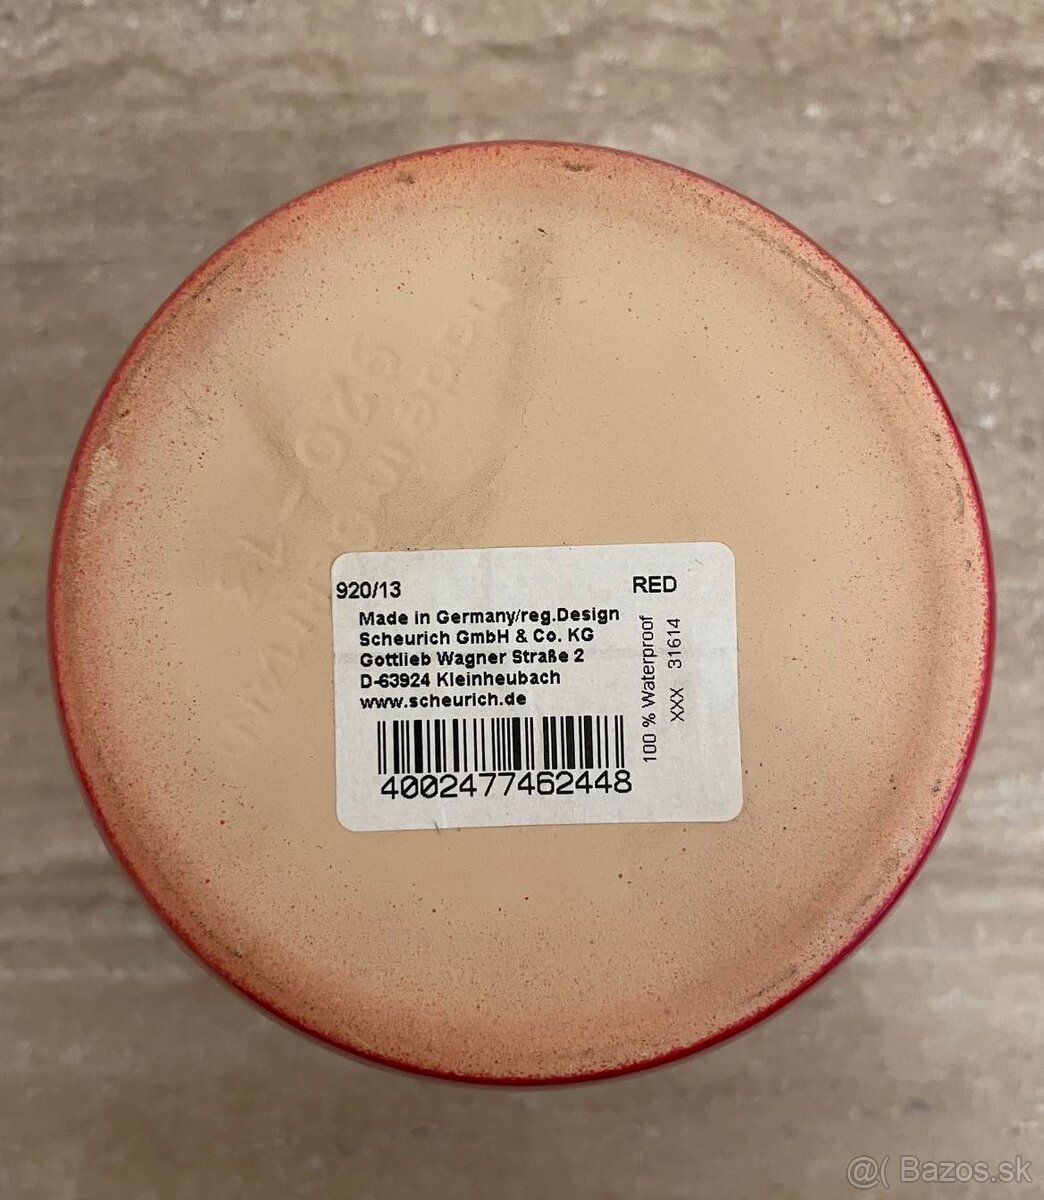 920/13
RED
Made in Germany/reg.Design
Scheurich GmbH & Co. KG
Gottlieb Wagner Straße 2
D-63924 Kleinheubach
www.scheurich.de
4002477462448
100 % Waterproof
XXX 31614
@( Bazos.sk